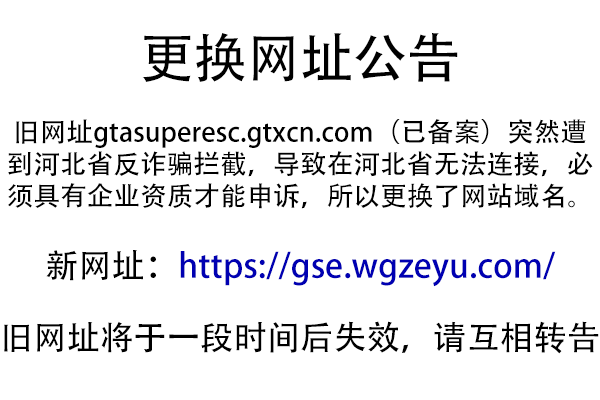 更换网址公告
旧网址gtasuperesc.gtxcn.com（已备案）突然遭
到河北省反诈骗拦截，导致在河北省无法连接，必
须具有企业资质才能申诉，所以更换了网站域名。
新网址：https://gse.wgzeyu.com/
旧网址将于一段时间后失效，请互相转告